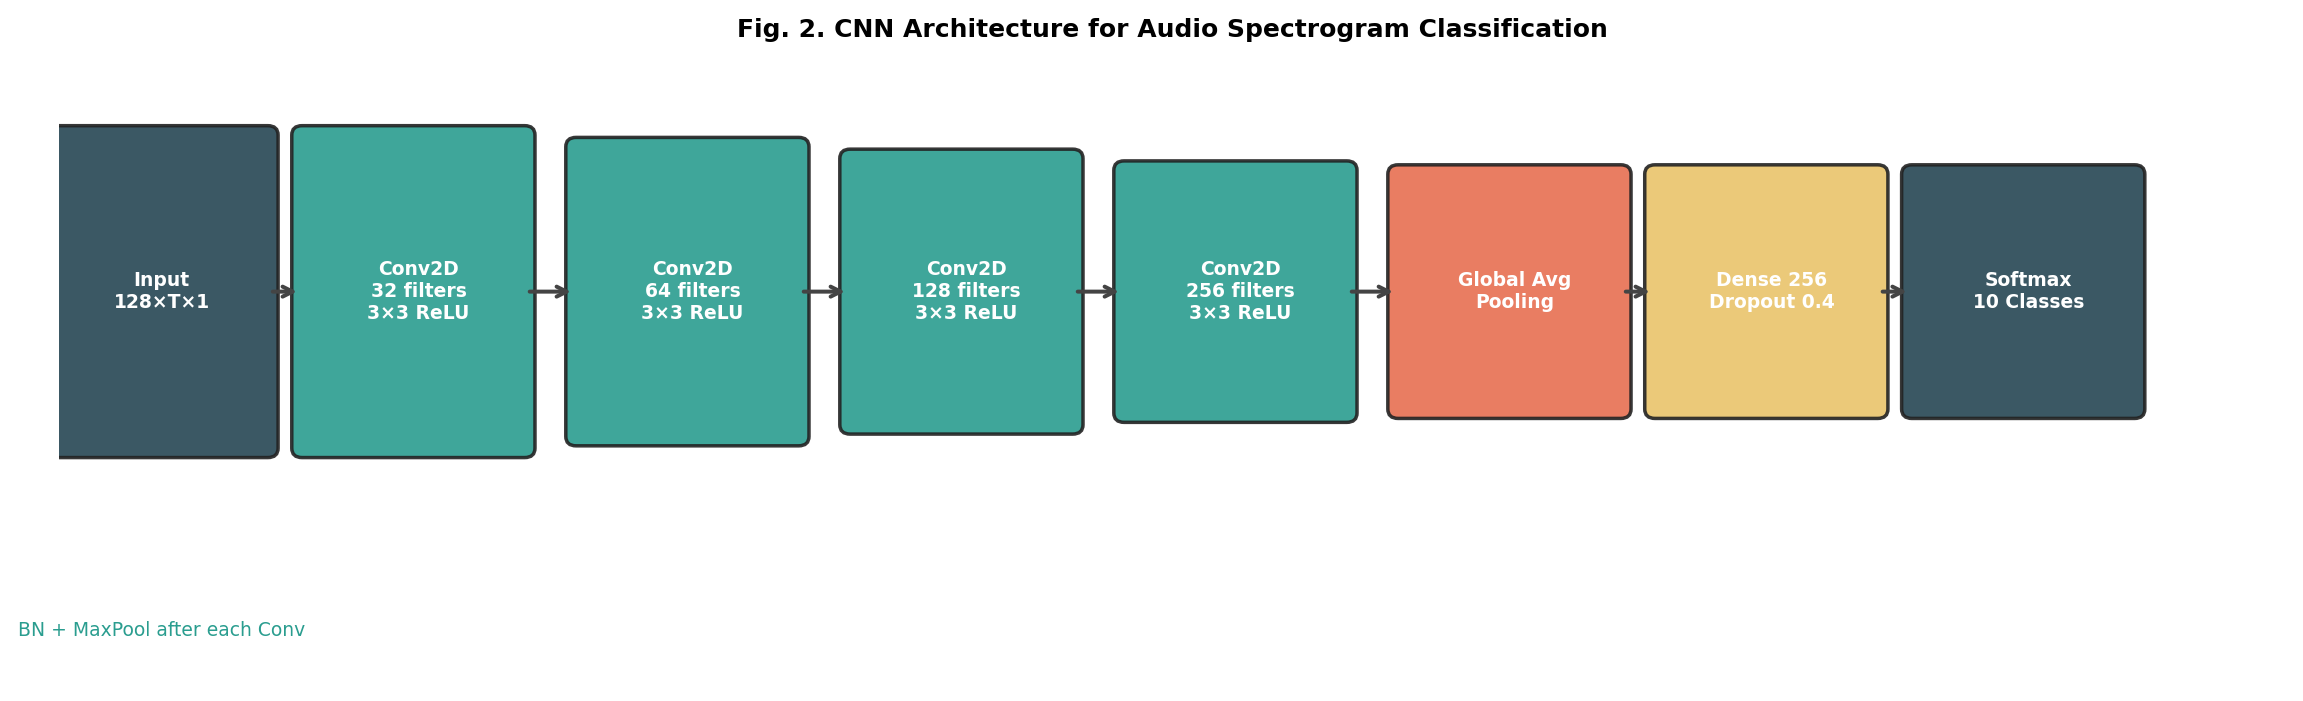 Fig. 2. CNN Architecture for Audio Spectrogram Classification
Input
128×T×1
Conv2D
32 filters
3×3 ReLU
Conv2D
64 filters
3×3 ReLU
Conv2D
128 filters
3×3 ReLU
Conv2D
256 filters
3×3 ReLU
Global Avg
Pooling
Dense 256
Dropout 0.4
Softmax
10 Classes
BN + MaxPool after each Conv